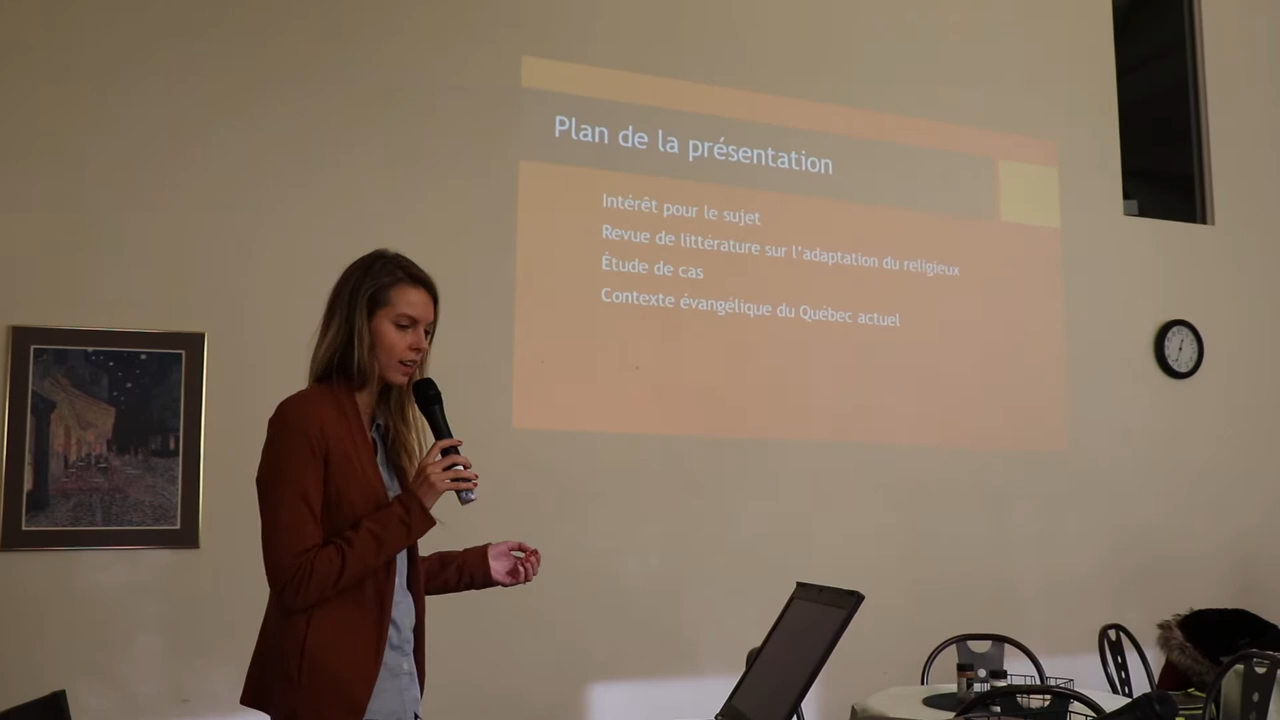 Plan de la présentation
Intérêt pour le sujet
Revue de littérature sur l'adaptation du religieux
Étude de cas
Contexte évangélique du Québec actuel